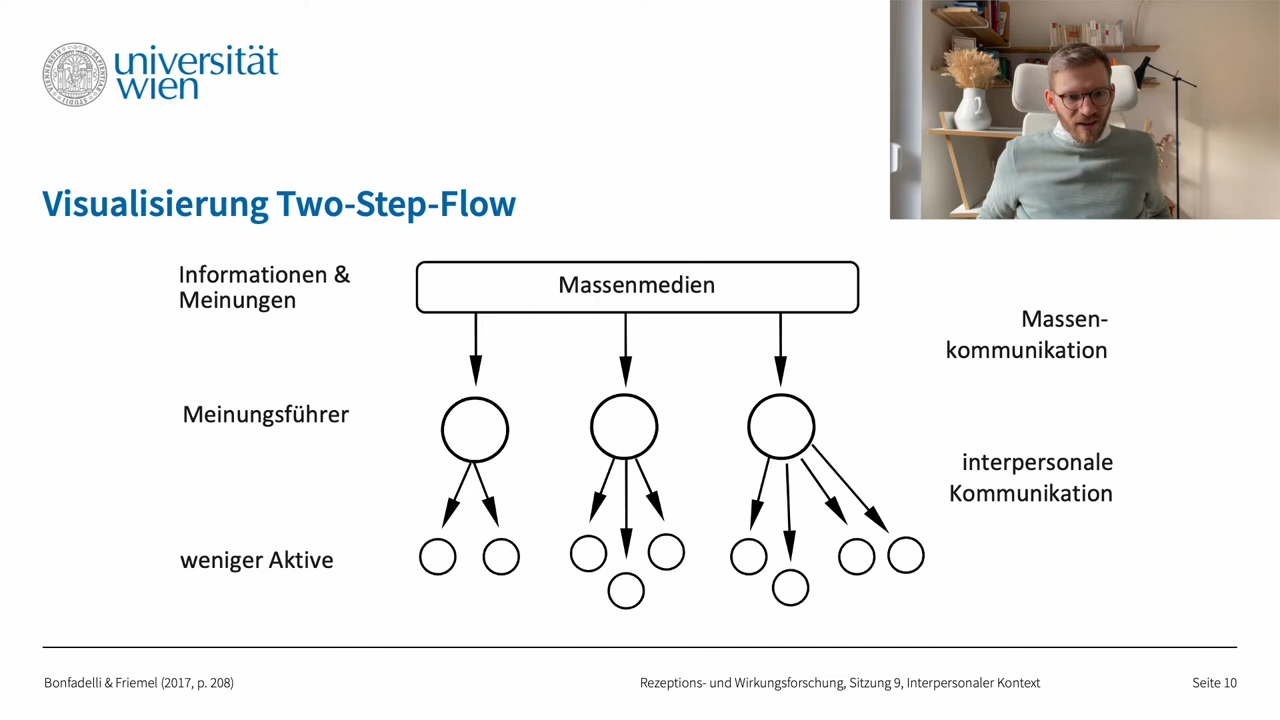 universität
wien
Visualisierung Two-Step-Flow
Informationen &
Meinungen
Massenmedien
Massen-
kommunikation
Meinungsführer
interpersonale
Kommunikation
weniger Aktive
Bonfadelli & Friemel (2017, p. 208)
Rezeptions- und Wirkungsforschung, Sitzung 9, Interpersonaler Kontext
Seite 10